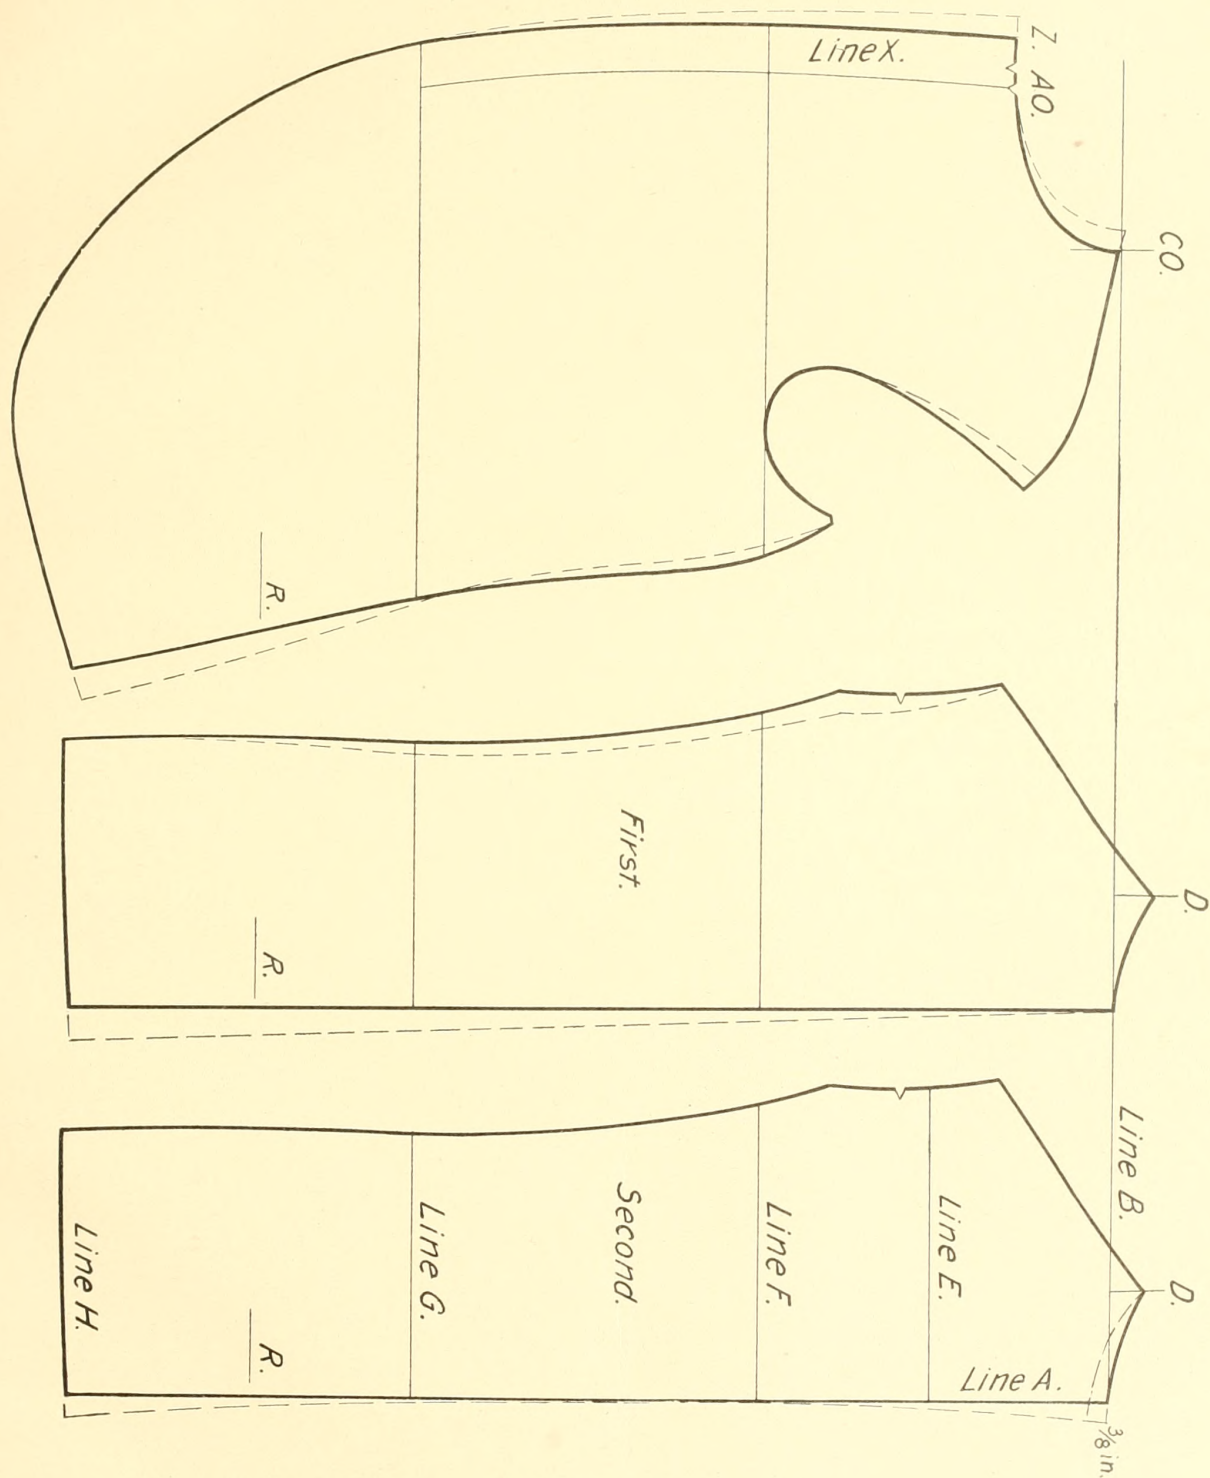 Line X.
Z.
AO.
CO.
R.
First.
D.
R.
Line B.
Second.
D.
Line E.
Line F.
Line G.
Line H.
Line A.
R.
3/8 in.